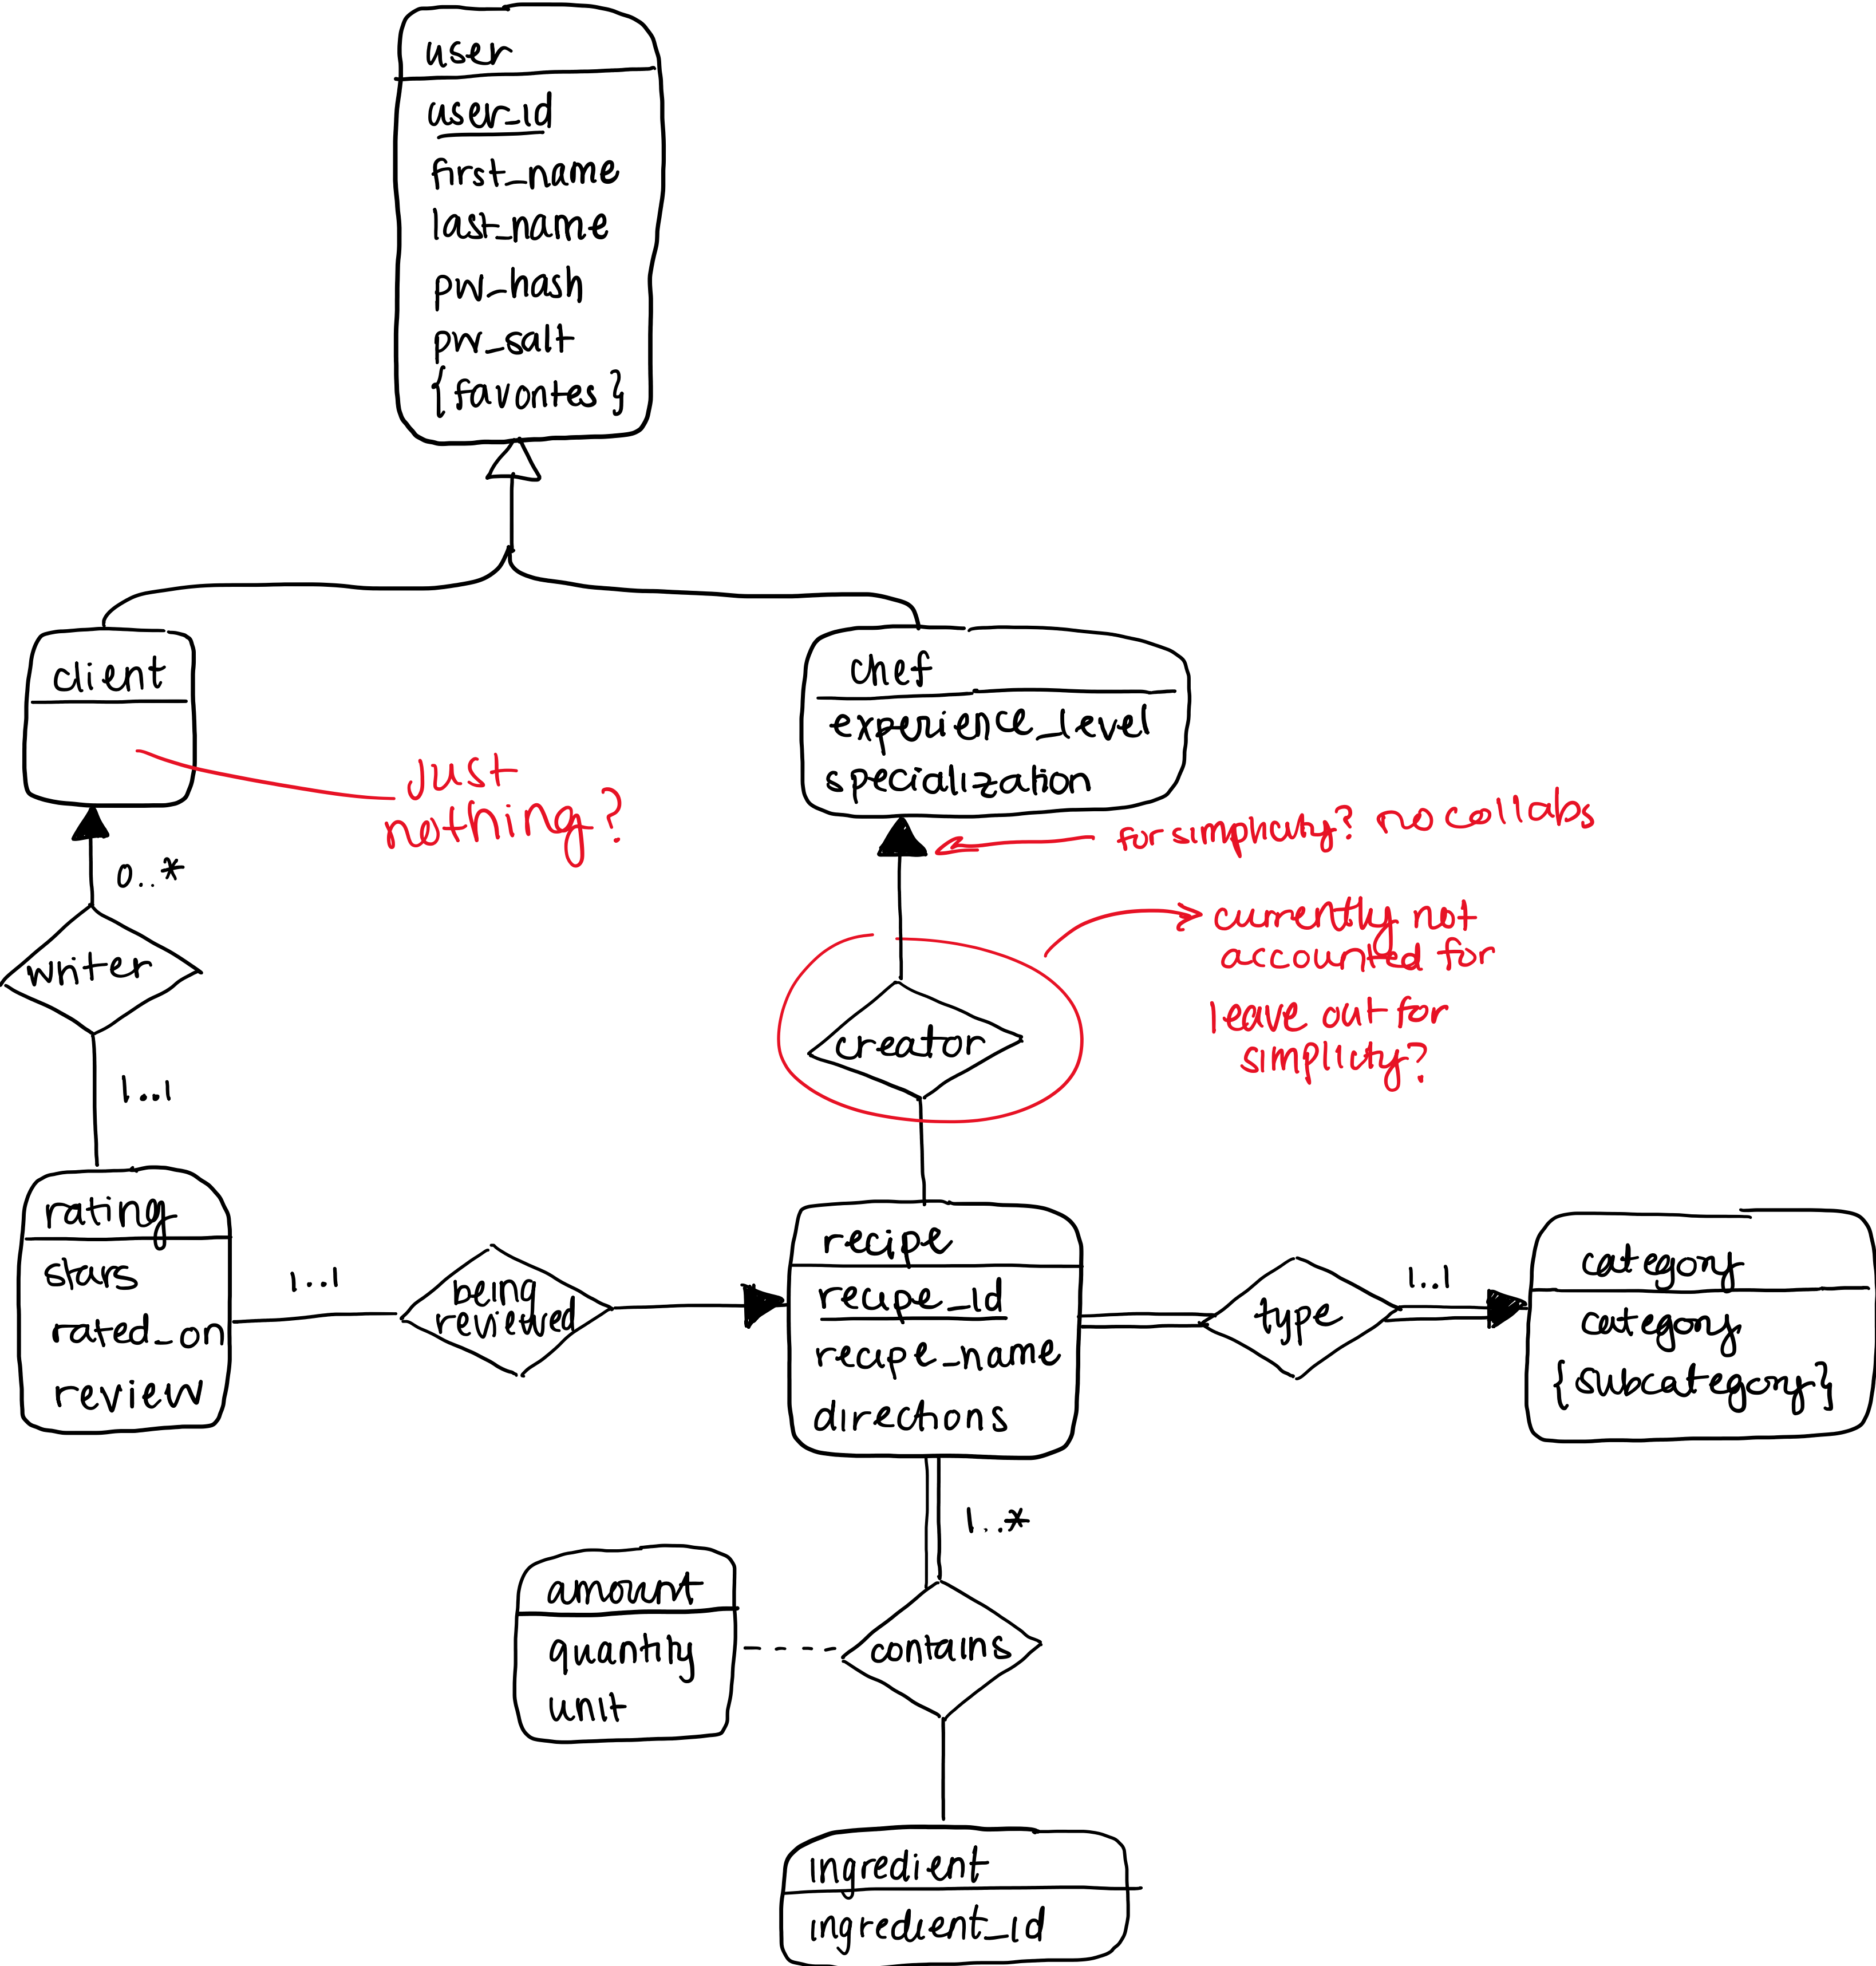 user
user_id
first_name
last_name
pw_hash
pw_salt
{favorites}
client
just
nothing?
chef
experience_level
specialization
for simplicity? no collabs
0..*
writer
1...1
currently not
accounted for
leave out for
simplicity?
creator
rating
stars
rated_on
review
1...1
being
reviewed
recipe
recipe_id
recipe_name
directions
type
1...1
category
category
{subcategory}
1...*
amount
quantity
unit
contains
ingredient
ingredient_id